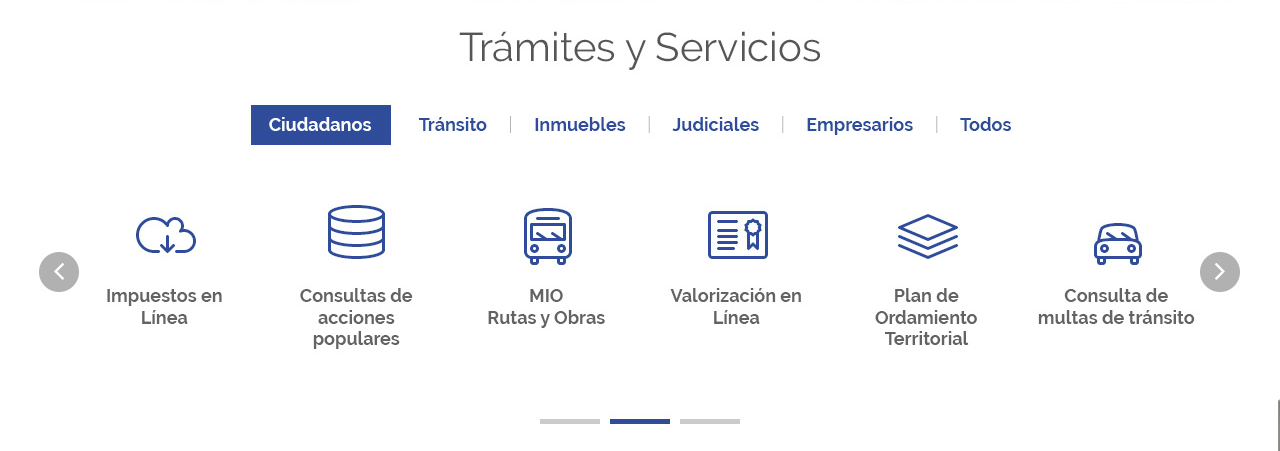 Trámites y Servicios
Ciudadanos
Tránsito
Inmuebles
Judiciales
Empresarios
Todos
Impuestos en
Línea
Consultas de
acciones
populares
MIO
Rutas y Obras
Valorización en
Línea
Plan de
Ordamiento
Territorial
Consulta de
multas de tránsito